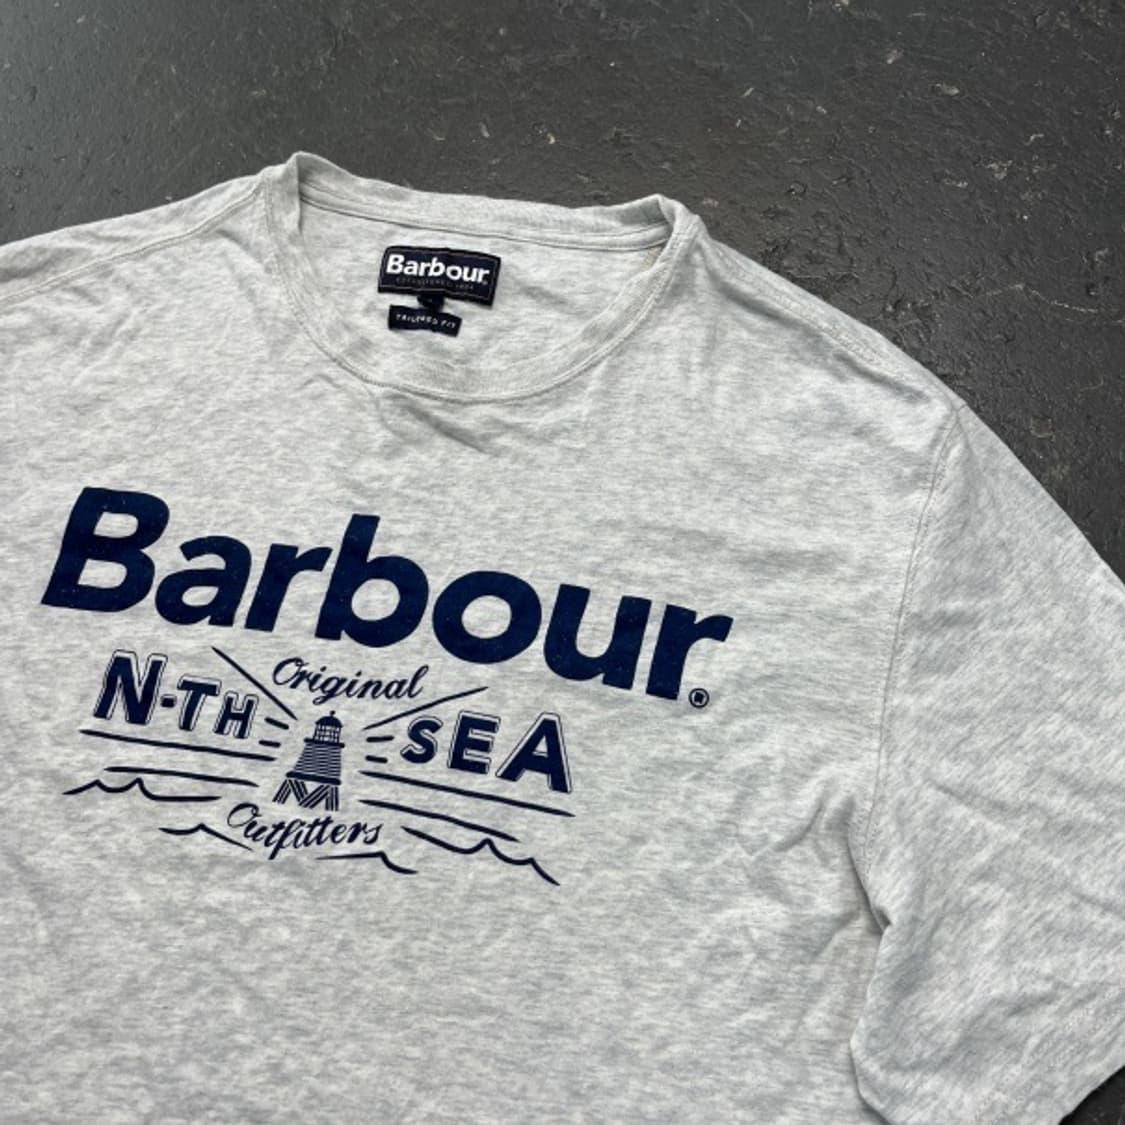 Barbour
TAILORED FIT
Barbour®
Original
N·TH SEA
Outfitters